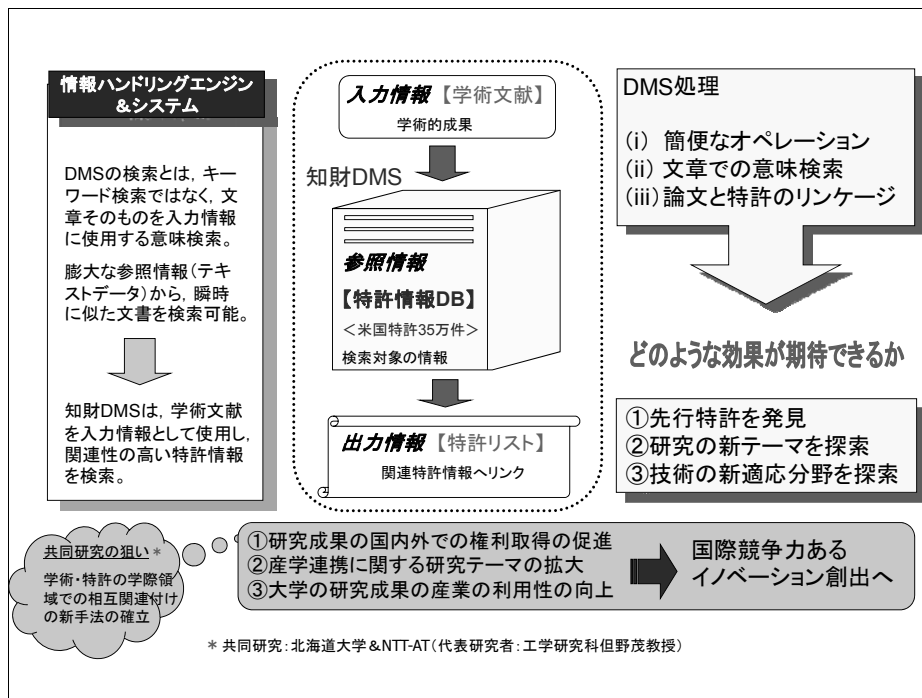 情報ハンドリングエンジン
&システム
DMSの検索とは，キー
ワード検索ではなく，文
章そのものを入力情報
に使用する意味検索。
膨大な参照情報（テキ
ストデータ）から，瞬時
に似た文書を検索可能。
知財DMSは，学術文献
を入力情報として使用し，
関連性の高い特許情報
を検索。
入力情報【学術文献】
学術的成果
知財DMS
参照情報
【特許情報DB】
＜米国特許35万件＞
検索対象の情報
出力情報【特許リスト】
関連特許情報へリンク
DMS処理
(i) 簡便なオペレーション
(ii) 文章での意味検索
(iii) 論文と特許のリンケージ
どのような効果が期待できるか
①先行特許を発見
②研究の新テーマを探索
③技術の新適応分野を探索
共同研究の狙い＊
学術・特許の学際領
域での相互関連付け
の新手法の確立
①研究成果の国内外での権利取得の促進
②産学連携に関する研究テーマの拡大
③大学の研究成果の産業の利用性の向上
国際競争力ある
イノベーション創出へ
＊共同研究：北海道大学＆NTT-AT（代表研究者：工学研究科但野茂教授）